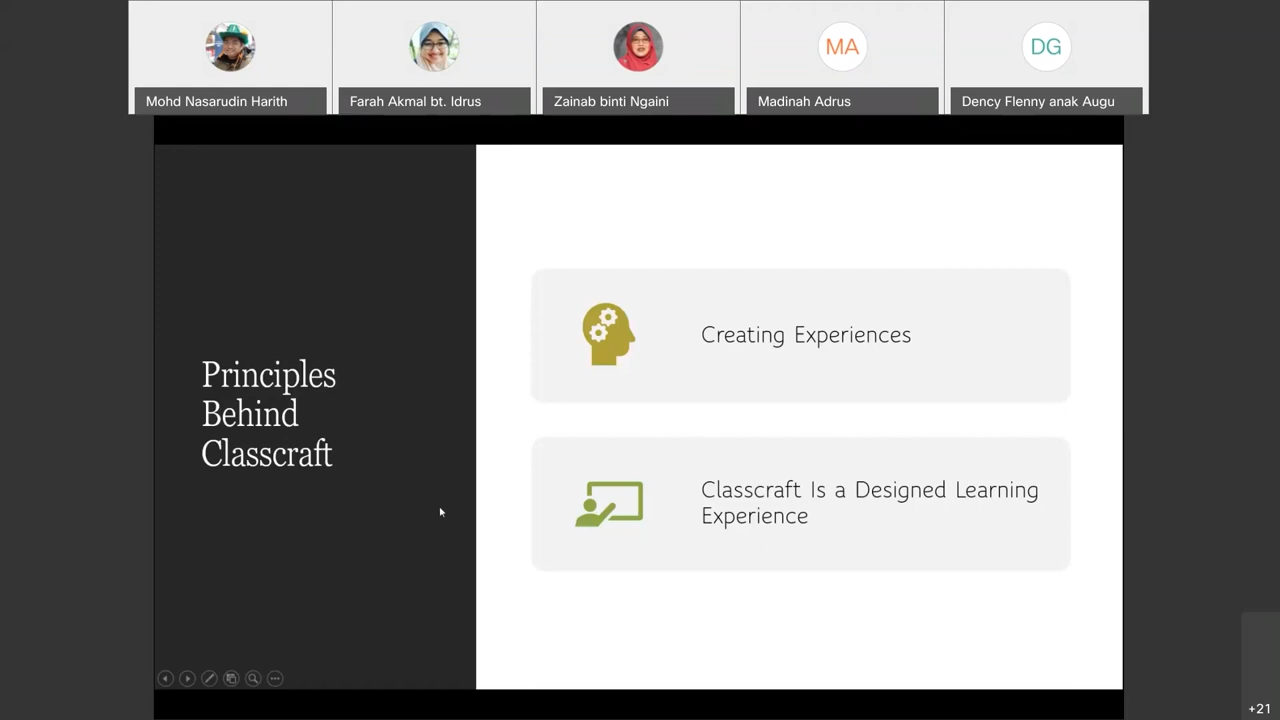 MA
DG
Mohd Nasarudin Harith
Farah Akmal bt. Idrus
Zainab binti Ngaini
Madinah Adrus
Dency Flenny anak Augu
Principles
Behind
Classcraft
Creating Experiences
Classcraft Is a Designed Learning
Experience
+21